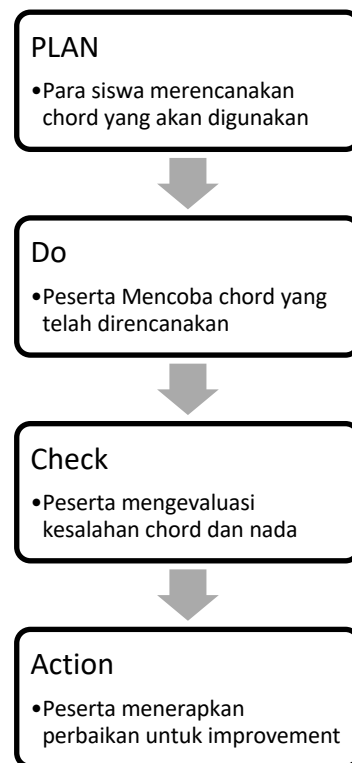 PLAN
•Para siswa merencanakan
chord yang akan digunakan
Do
•Peserta Mencoba chord yang
telah direncanakan
Check
•Peserta mengevaluasi
kesalahan chord dan nada
Action
•Peserta menerapkan
perbaikan untuk improvement